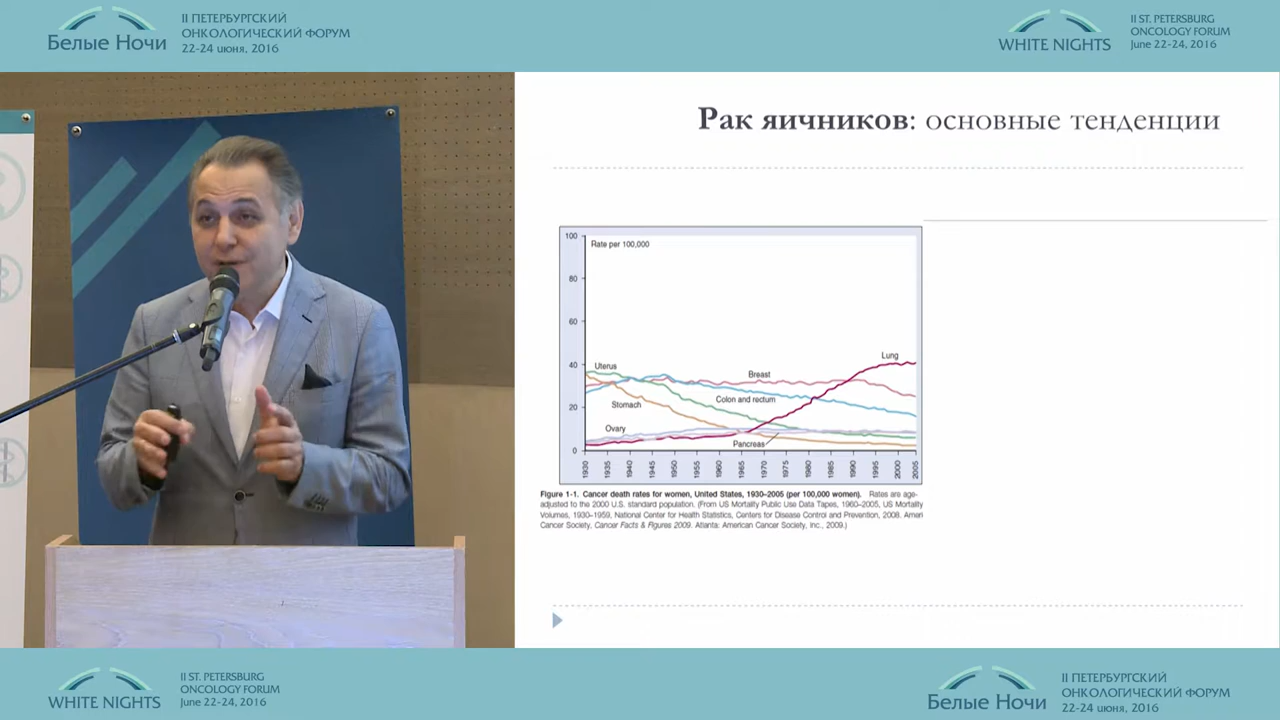 II ПЕТЕРБУРГСКИЙ
ОНКОЛОГИЧЕСКИЙ ФОРУМ
22-24 июня, 2016
Белые Ночи
II ST. PETERSBURG
ONCOLOGY FORUM
June 22-24, 2016
WHITE NIGHTS
Рак яичников: основные тенденции
Rate per 100,000
100
80
60
40
20
0
Uterus
Stomach
Ovary
Breast
Colon and rectum
Pancreas
Lung
1930
1935
1940
1945
1950
1955
1960
1965
1970
1975
1980
1985
1990
1995
2000
2005
Figure 1-1. Cancer death rates for women, United States, 1930–2005 (per 100,000 women). Rates are age-
adjusted to the 2000 U.S. standard population. (From US Mortality Public Use Data Tapes, 1960–2005, US Mortality
Volumes, 1930–1959, National Center for Health Statistics, Centers for Disease Control and Prevention, 2008. Ameri
Cancer Society, Cancer Facts & Figures 2009. Atlanta: American Cancer Society, Inc., 2009.)
WHITE NIGHTS
II ST. PETERSBURG
ONCOLOGY FORUM
June 22-24, 2016
Белые Ночи
II ПЕТЕРБУРГСКИЙ
ОНКОЛОГИЧЕСКИЙ ФОРУМ
22-24 июня, 2016